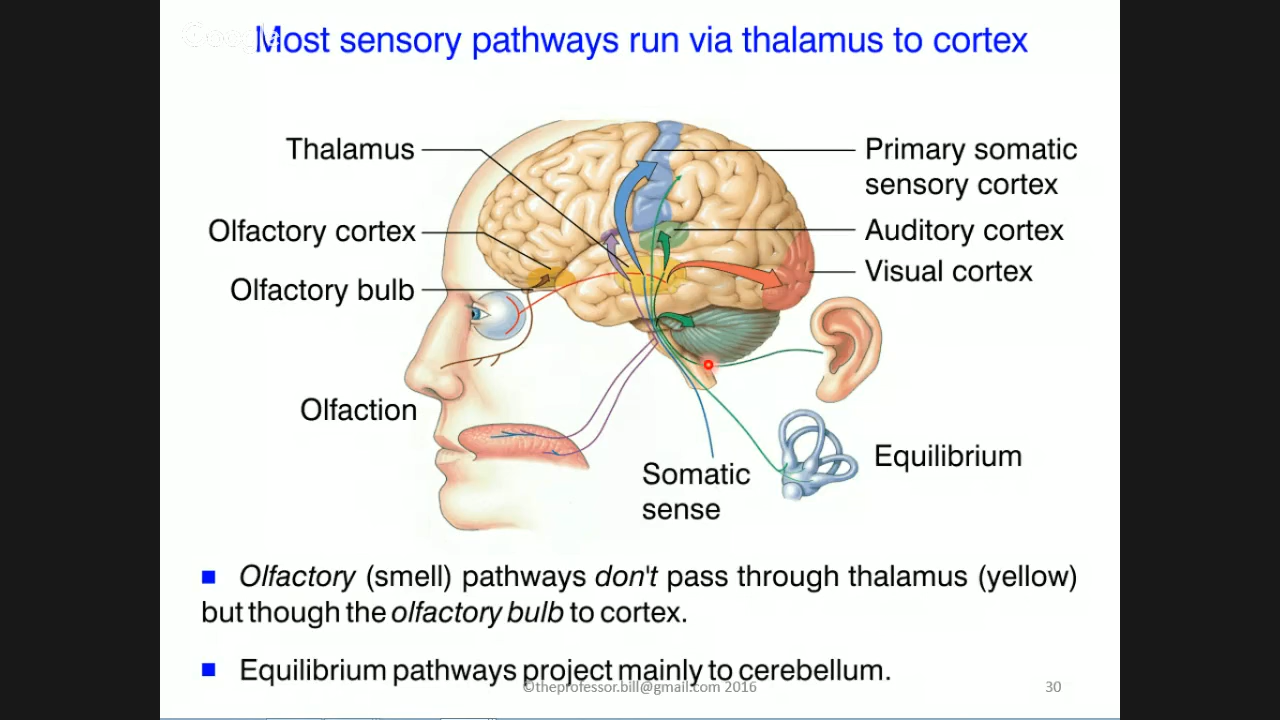 Google
Most sensory pathways run via thalamus to cortex
Thalamus
Primary somatic
sensory cortex
Olfactory cortex
Auditory cortex
Olfactory bulb
Visual cortex
Olfaction
Equilibrium
Somatic
sense
■ Olfactory (smell) pathways don't pass through thalamus (yellow)
but though the olfactory bulb to cortex.
■ Equilibrium pathways project mainly to cerebellum.
©theprofessor.bill@gmail.com 2016
30